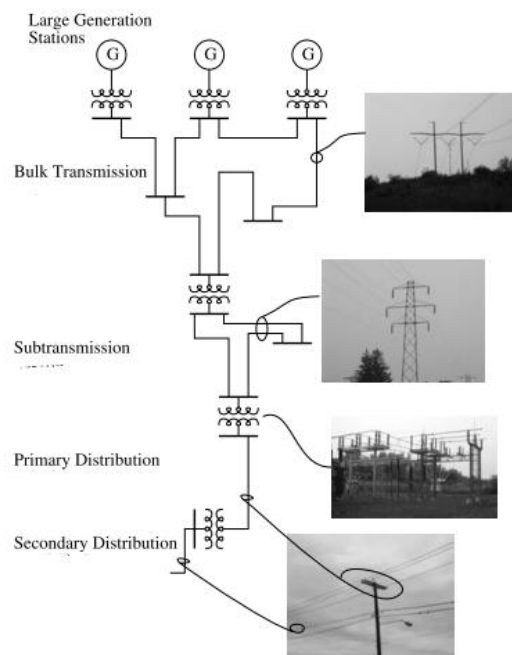 Large Generation
Stations
G
G
G
Bulk Transmission
Subtransmission
Primary Distribution
Secondary Distribution